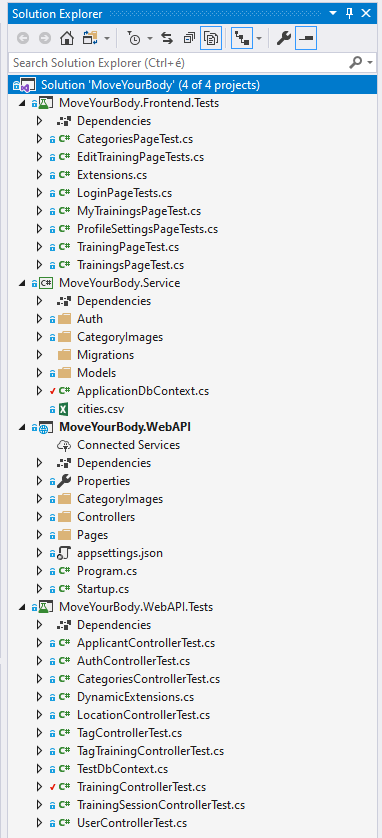 Solution Explorer
Search Solution Explorer (Ctrl+é)
Solution 'MoveYourBody' (4 of 4 projects)
MoveYourBody.Frontend.Tests
Dependencies
C# CategoriesPageTest.cs
C# EditTrainingPageTests.cs
C# Extensions.cs
C# LoginPageTests.cs
C# MyTrainingsPageTest.cs
C# ProfileSettingsPageTests.cs
C# TrainingPageTest.cs
C# TrainingsPageTest.cs
C# MoveYourBody.Service
Dependencies
Auth
CategoryImages
Migrations
Models
C# ApplicationDbContext.cs
cities.csv
MoveYourBody.WebAPI
Connected Services
Dependencies
Properties
CategoryImages
Controllers
Pages
appsettings.json
C# Program.cs
C# Startup.cs
MoveYourBody.WebAPI.Tests
Dependencies
C# ApplicantControllerTest.cs
C# AuthControllerTest.cs
C# CategoriesControllerTest.cs
C# DynamicExtensions.cs
C# LocationControllerTest.cs
C# TagControllerTest.cs
C# TagTrainingControllerTest.cs
C# TestDbContext.cs
C# TrainingControllerTest.cs
C# TrainingSessionControllerTest.cs
C# UserControllerTest.cs